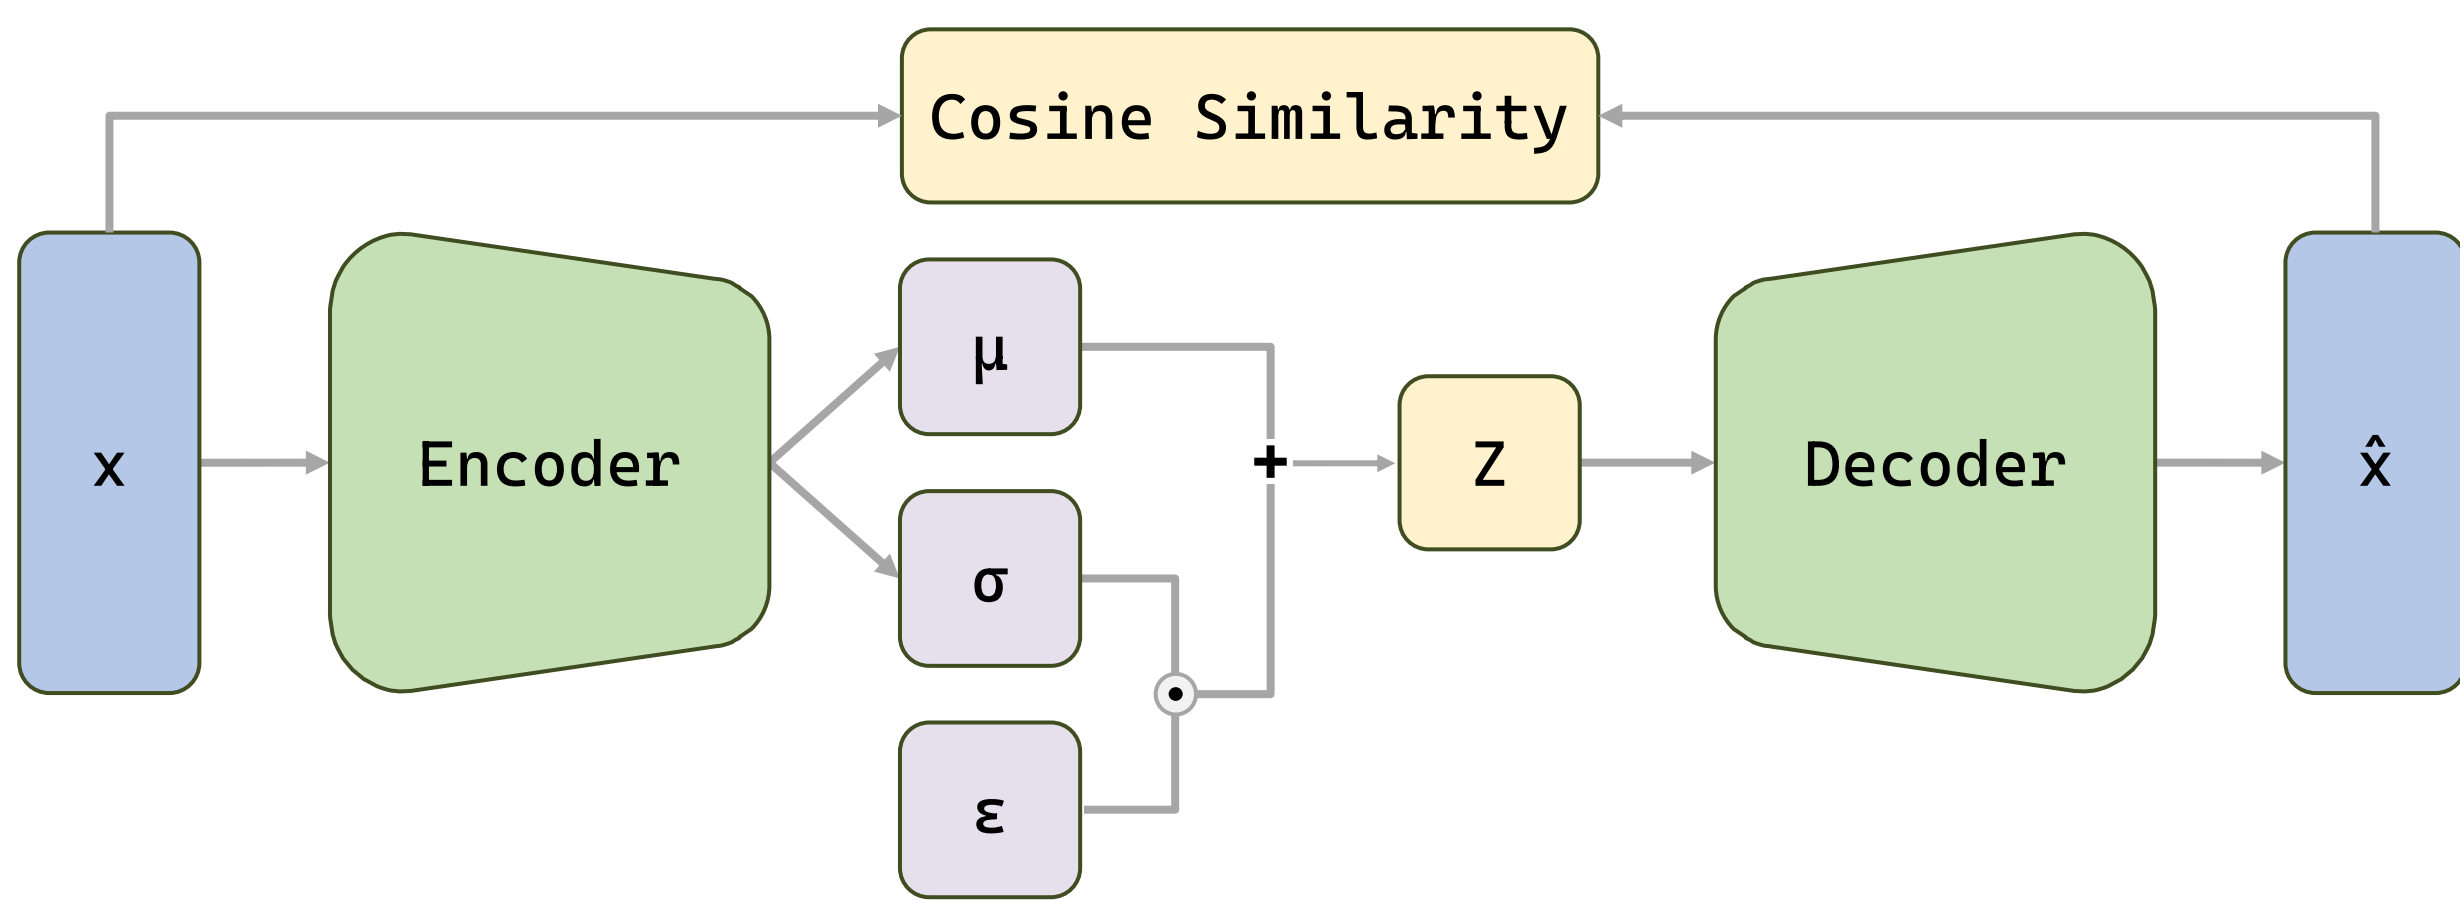 Cosine Similarity
x
Encoder
μ
σ
ε
+
Z
Decoder
x̂